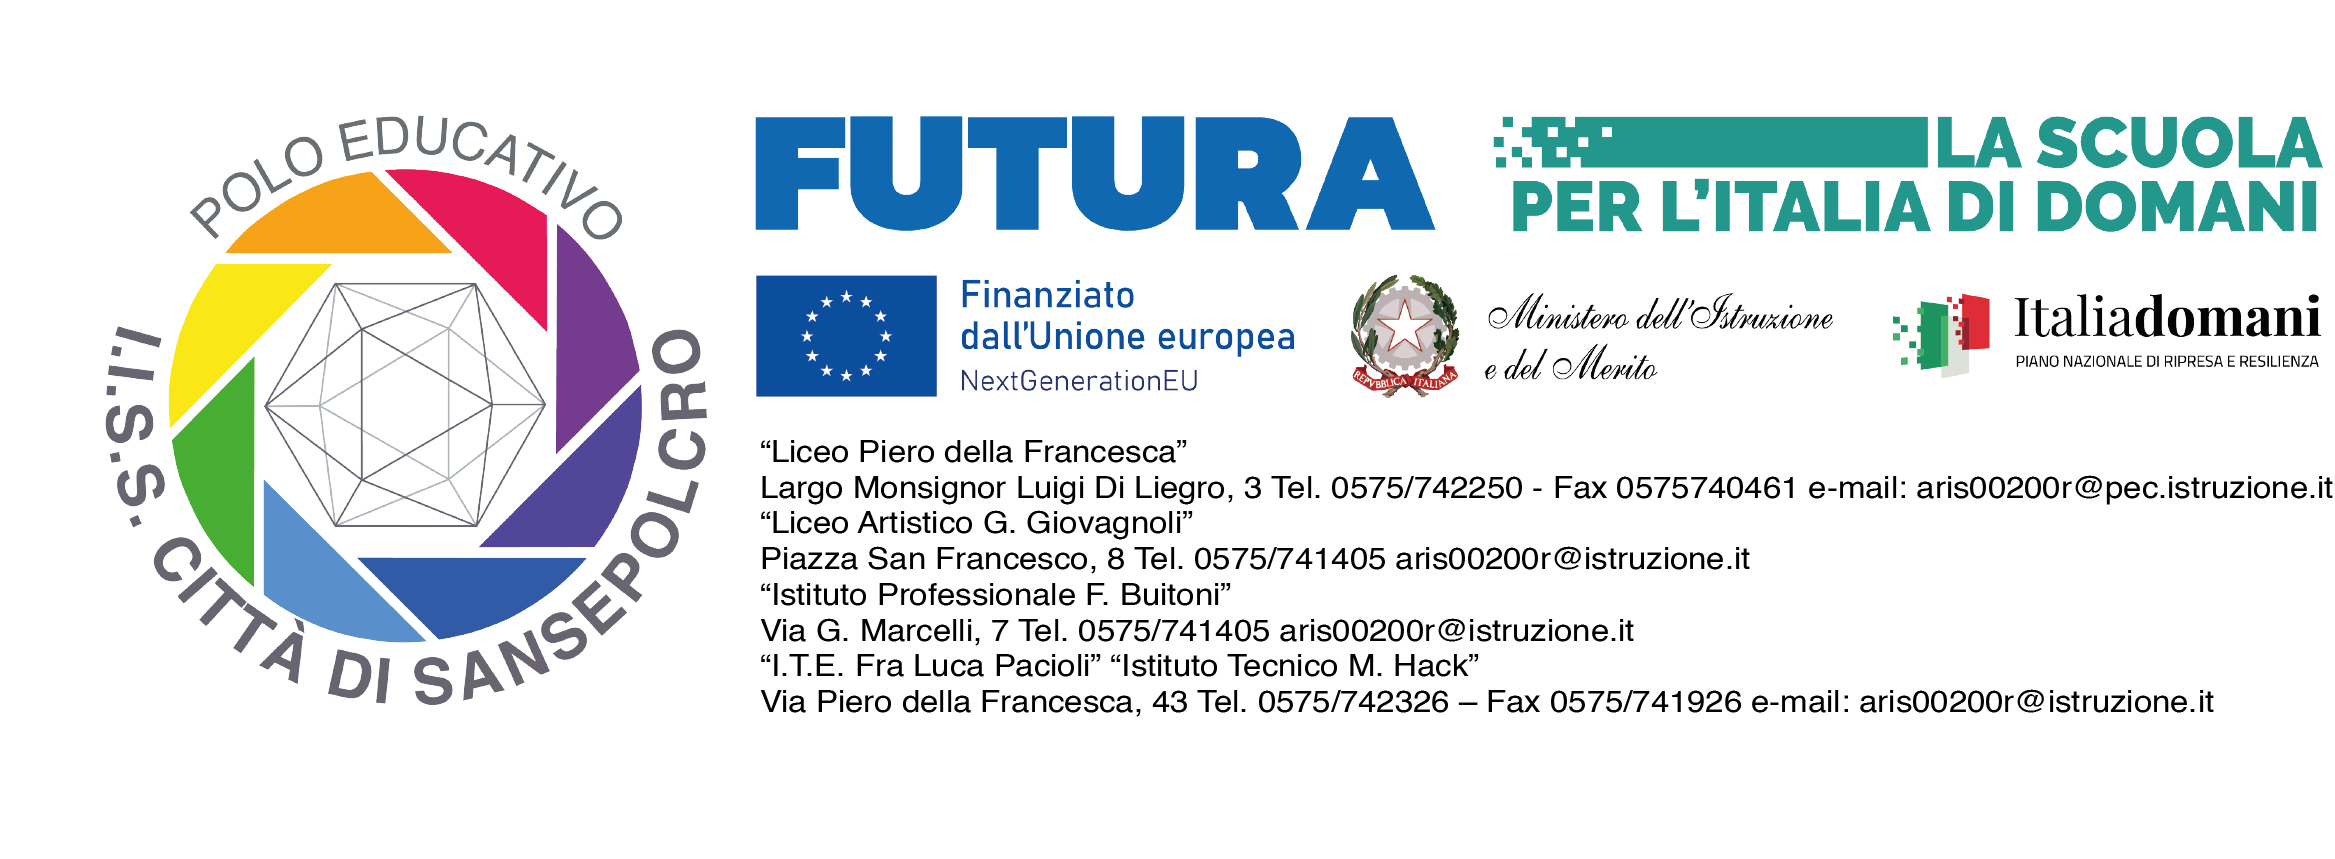 POLO EDUCATIVO
I.I.S.S. CITTÀ DI SANSEPOLCRO
FUTURA
LA SCUOLA
PER L'ITALIA DI DOMANI
Finanziato
dall'Unione europea
NextGenerationEU
REPVBBLICA ITALIANA
Ministero dell'Istruzione
e del Merito
Italiadomani
PIANO NAZIONALE DI RIPRESA E RESILIENZA
“Liceo Piero della Francesca”
Largo Monsignor Luigi Di Liegro, 3 Tel. 0575/742250 - Fax 0575740461 e-mail: aris00200r@pec.istruzione.it
“Liceo Artistico G. Giovagnoli”
Piazza San Francesco, 8 Tel. 0575/741405 aris00200r@istruzione.it
“Istituto Professionale F. Buitoni”
Via G. Marcelli, 7 Tel. 0575/741405 aris00200r@istruzione.it
“I.T.E. Fra Luca Pacioli” “Istituto Tecnico M. Hack”
Via Piero della Francesca, 43 Tel. 0575/742326 – Fax 0575/741926 e-mail: aris00200r@istruzione.it